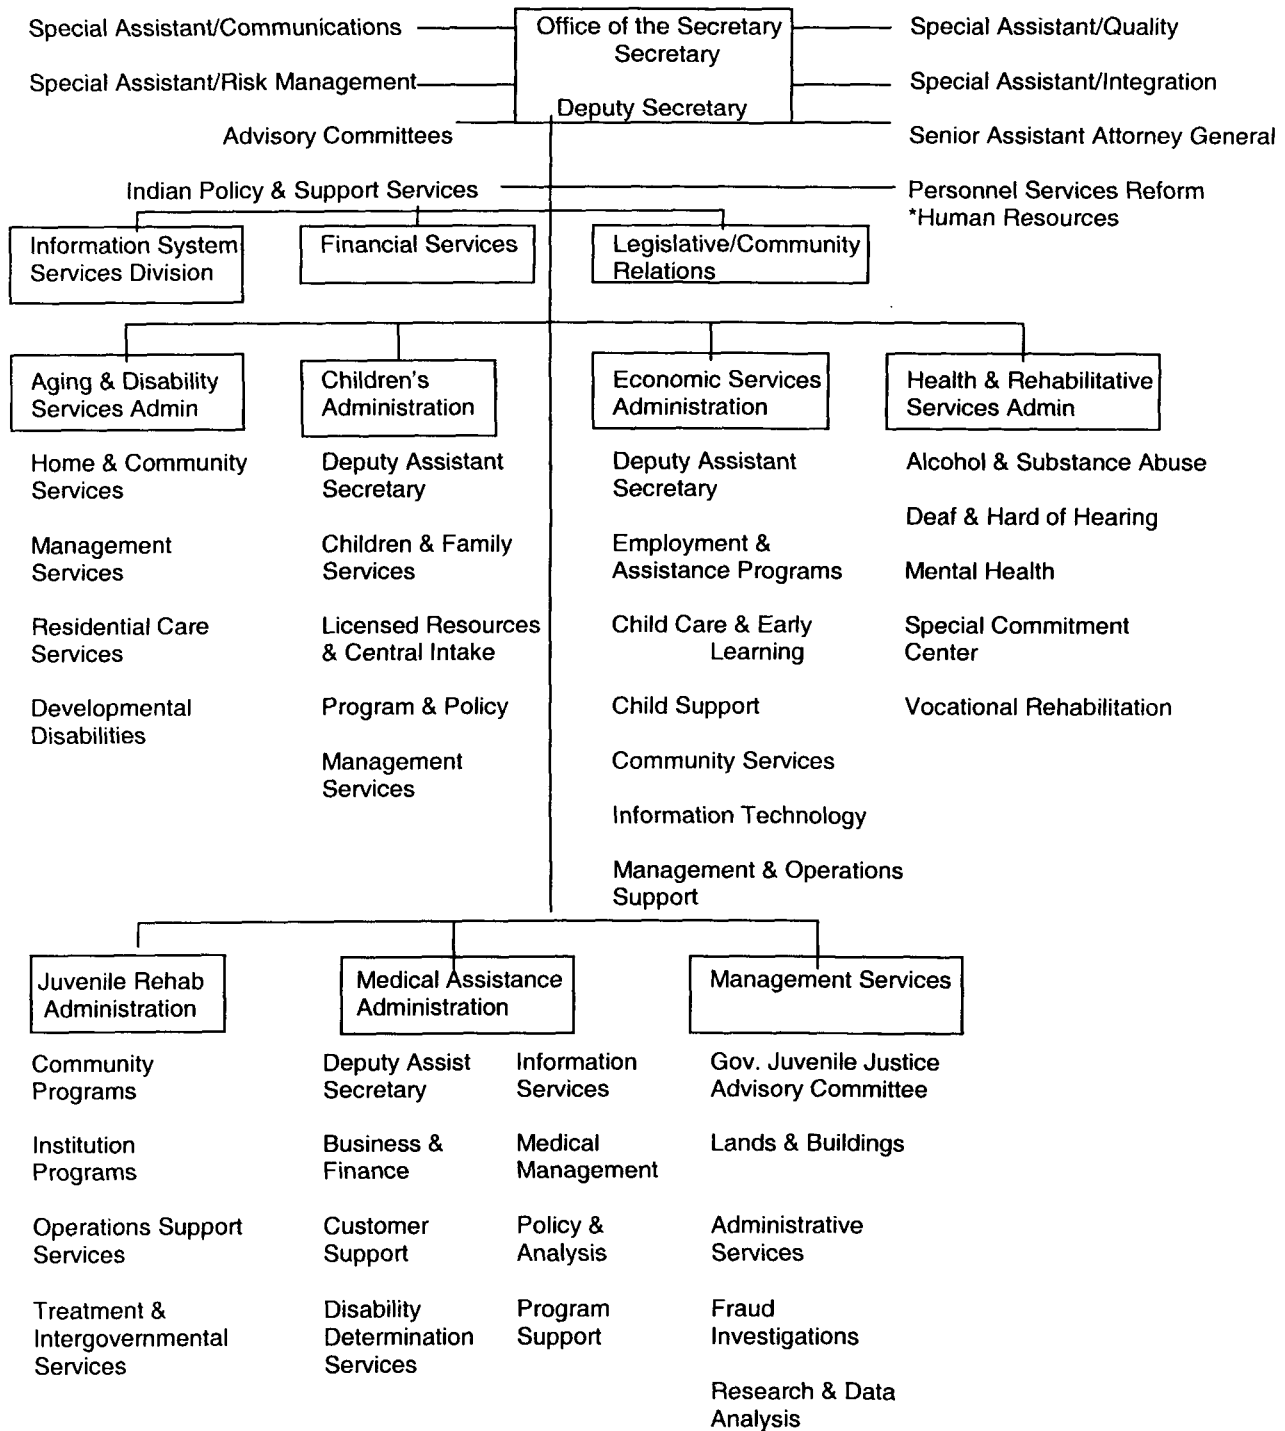 Special Assistant/Communications
Office of the Secretary
Secretary
Deputy Secretary
Special Assistant/Quality
Special Assistant/Risk Management
Special Assistant/Integration
Advisory Committees
Senior Assistant Attorney General
Indian Policy & Support Services
Personnel Services Reform
*Human Resources
Information System
Services Division
Financial Services
Legislative/Community
Relations
Aging & Disability
Services Admin
Home & Community
Services
Management
Services
Residential Care
Services
Developmental
Disabilities
Children's
Administration
Deputy Assistant
Secretary
Children & Family
Services
Licensed Resources
& Central Intake
Program & Policy
Management
Services
Economic Services
Administration
Deputy Assistant
Secretary
Employment &
Assistance Programs
Child Care & Early
Learning
Child Support
Community Services
Information Technology
Management & Operations
Support
Health & Rehabilitative
Services Admin
Alcohol & Substance Abuse
Deaf & Hard of Hearing
Mental Health
Special Commitment
Center
Vocational Rehabilitation
Juvenile Rehab
Administration
Community
Programs
Institution
Programs
Operations Support
Services
Treatment &
Intergovernmental
Services
Medical Assistance
Administration
Deputy Assist
Secretary
Business &
Finance
Customer
Support
Disability
Determination
Services
Information
Services
Medical
Management
Policy &
Analysis
Program
Support
Management Services
Gov. Juvenile Justice
Advisory Committee
Lands & Buildings
Administrative
Services
Fraud
Investigations
Research & Data
Analysis